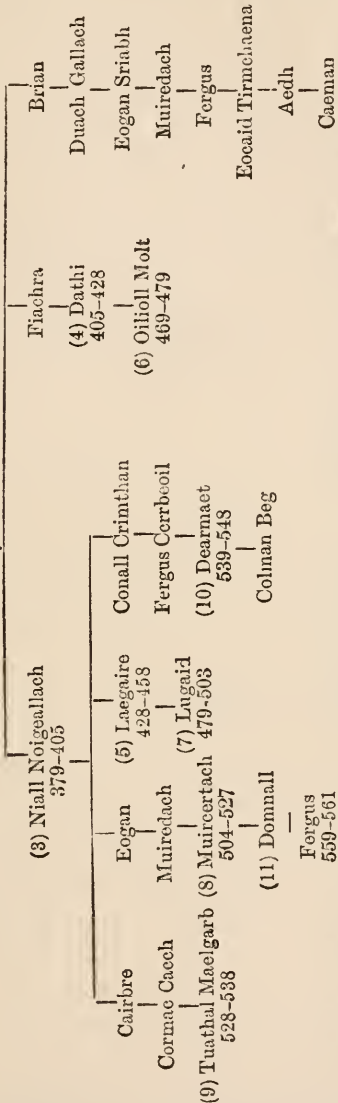 (3) Niall Noigeallach
379-405
Cairbre
Cormac Caech
(9) Tuathal Maelgarb
528-538
Eogan
Muiredach
(8) Muircertach
504-527
(11) Domnall
Fergus
559-561
(5) Laegaire
428-458
(7) Lugaid
479-503
Conall Crimthan
Fergus Cerrbeoil
(10) Dearmaet
539-548
Colman Beg
Fiachra
(4) Dathi
405-428
(6) Oilioll Molt
469-479
Brian
Duach Gallach
Eogan Sriabh
Muiredach
Fergus
Eocaid Tirmchaena
Aedh
Caeman